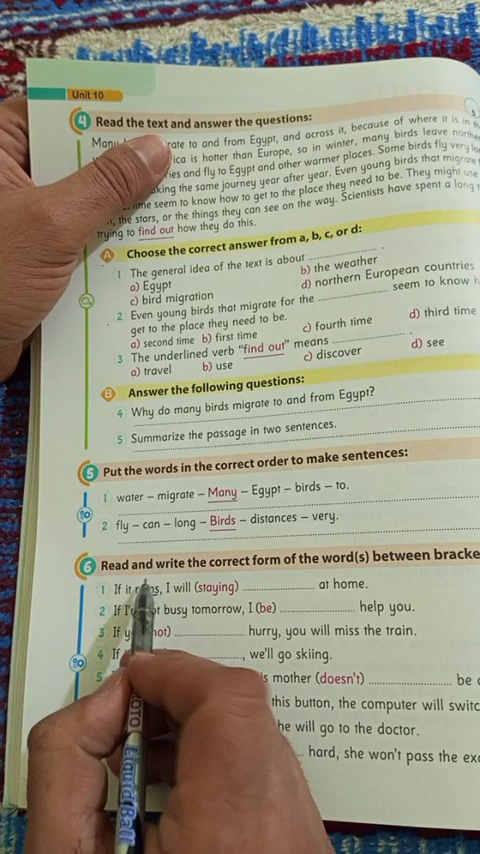 Unit 10
4 Read the text and answer the questions:
Many rate to and from Egypt, and across it, because of where it is in
ica is hotter than Europe, so in winter, many birds leave
ries and fly to Egypt and other warmer places. Some birds fly very
aking the same journey year after year. Even young birds that migrate
time seem to know how to get to the place they need to be. They might use
, the stars, or the things they can see on the way. Scientists have spent a long
trying to find out how they do this.
A Choose the correct answer from a, b, c, or d:
1 The general idea of the text is about .................... .
a) Egypt b) the weather
c) bird migration d) northern European countries
2 Even young birds that migrate for the .................... seem to know
get to the place they need to be.
a) second time b) first time c) fourth time d) third time
3 The underlined verb "find out" means .................... .
a) travel b) use c) discover d) see
B Answer the following questions:
4 Why do many birds migrate to and from Egypt?
5 Summarize the passage in two sentences.
5 Put the words in the correct order to make sentences:
1 water – migrate – Many – Egypt – birds – to.
2 fly – can – long – Birds – distances – very.
6 Read and write the correct form of the word(s) between
1 If it I will (staying) .................... at home.
2 If busy tomorrow, I (be) .................... help you.
3 If not) .................... hurry, you will miss the train.
4 If ...................., we'll go skiing.
5 mother (doesn't) .................... be
this button, the computer will
he will go to the doctor.
hard, she won't pass the
ROTO Liquid Ball